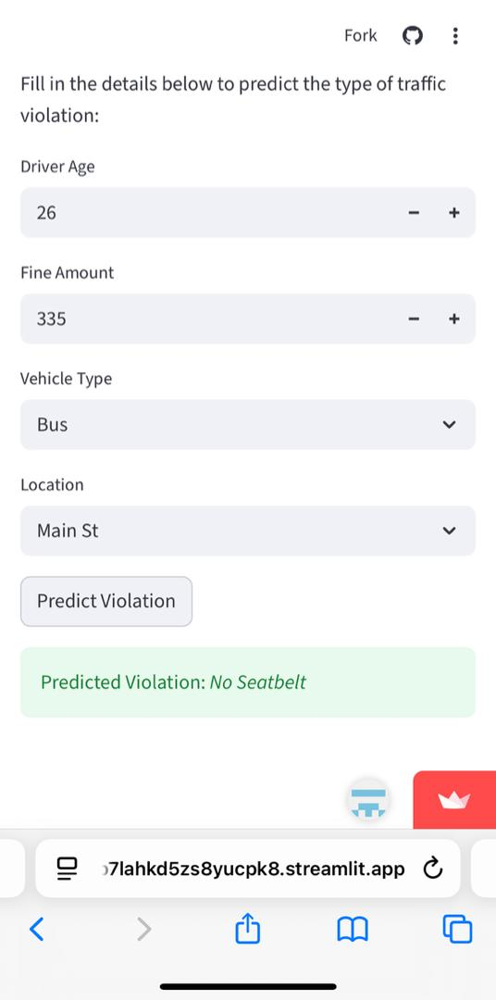 Fork
Fill in the details below to predict the type of traffic
violation:
Driver Age
26
Fine Amount
335
Vehicle Type
Bus
Location
Main St
Predict Violation
Predicted Violation: No Seatbelt
7lahkd5zs8yucpk8.streamlit.app